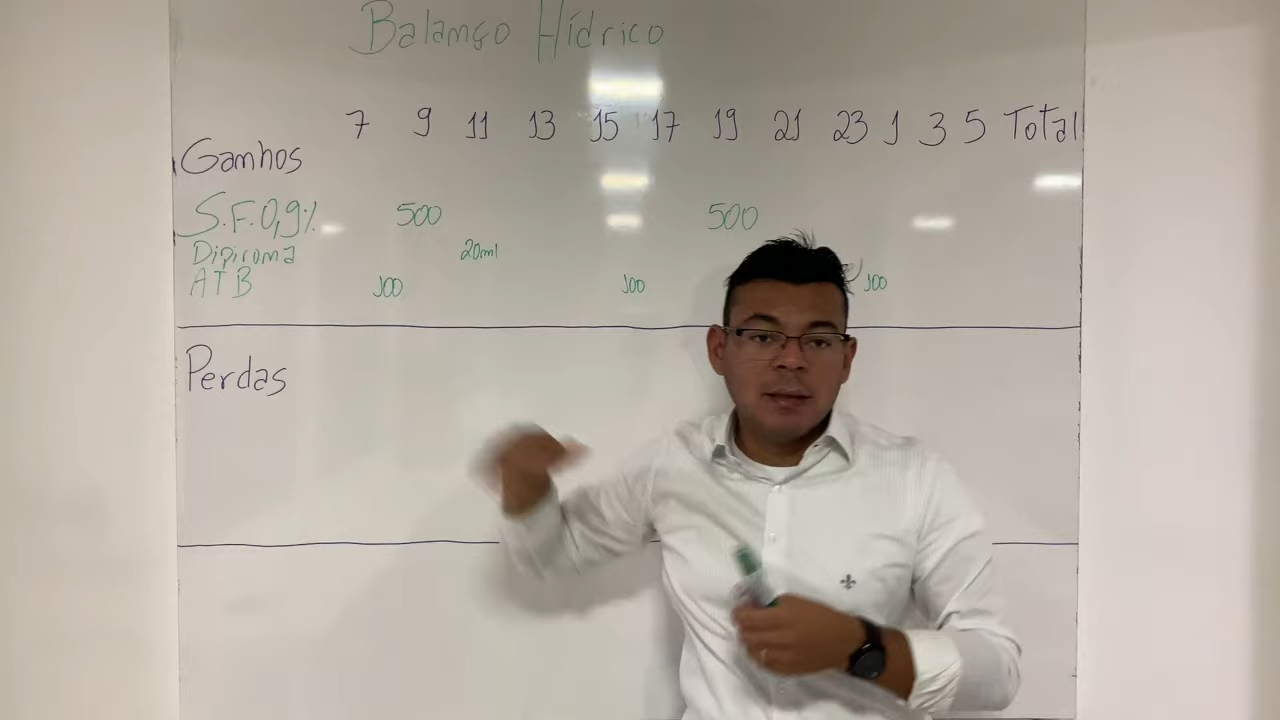 Balanço Hídrico
7 9 11 13 15 17 19 21 23 1 3 5 Total
Ganhos
S.F.0,9% 500 500
Dipirona 20ml
ATB 100 100 100
Perdas